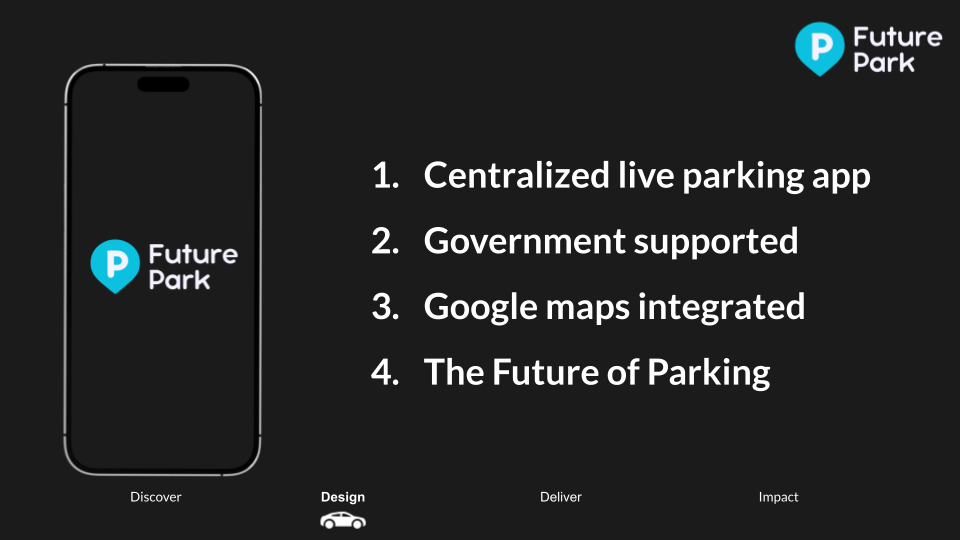 Future
Park
P
1. Centralized live parking app
2. Government supported
3. Google maps integrated
4. The Future of Parking
P
Future
Park
Discover
Design
Deliver
Impact